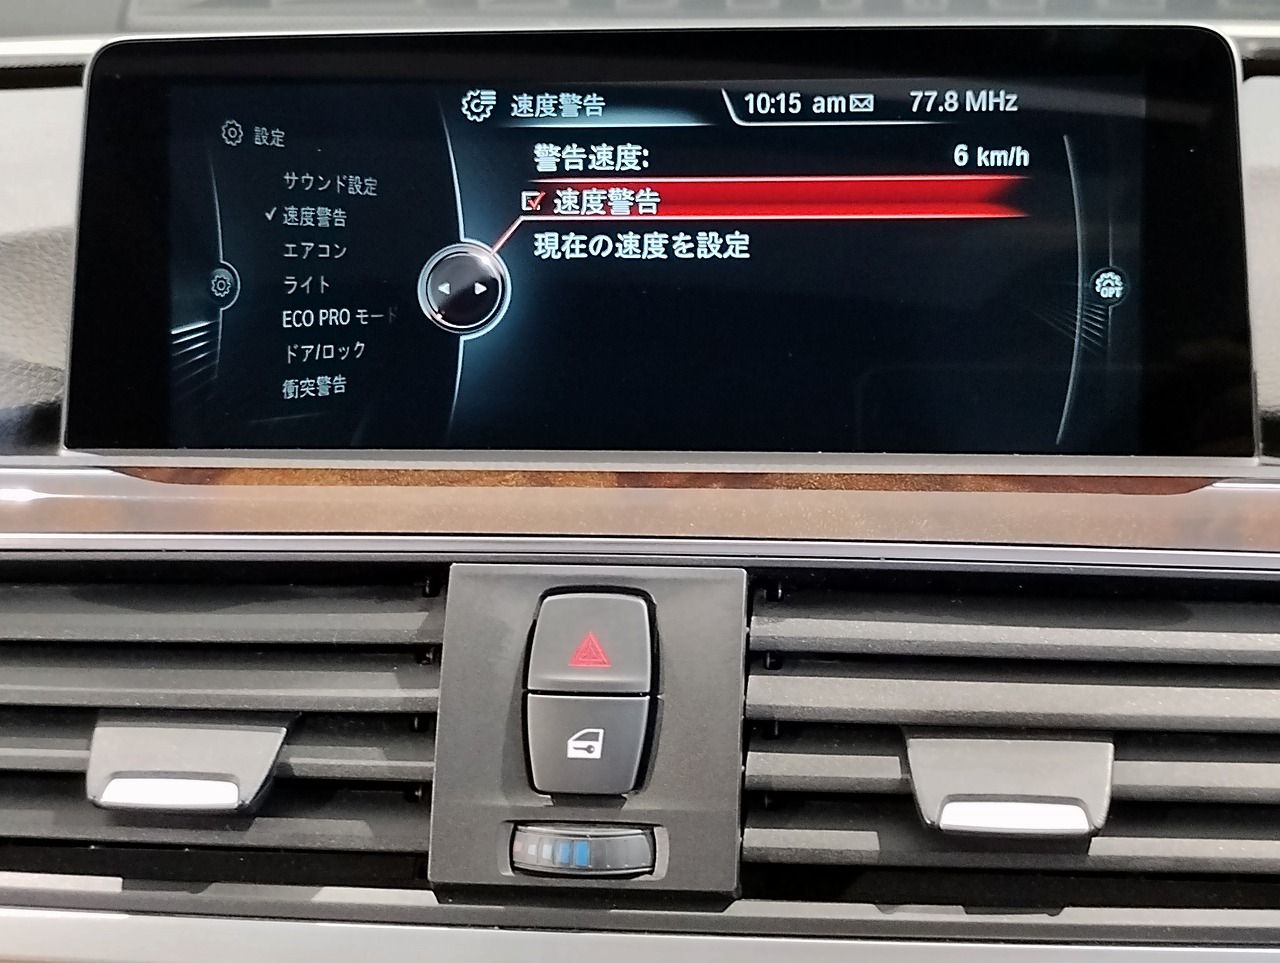 速度警告
10:15 am
77.8 MHz
設定
サウンド設定
速度警告
エアコン
ライト
ECO PRO モード
ドア/ロック
衝突警告
警告速度:
6 km/h
速度警告
現在の速度を設定
OPT